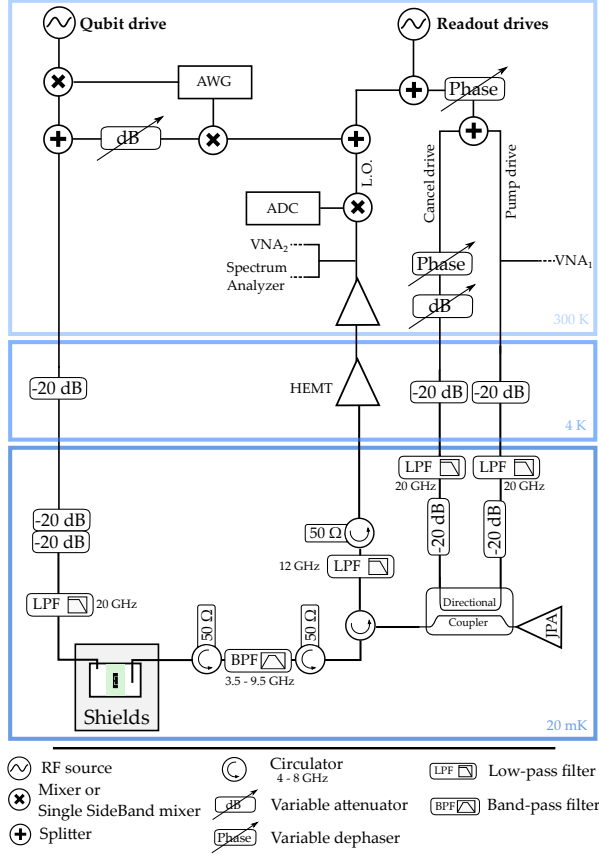 Qubit drive
Readout drives
AWG
Phase
dB
L.O.
Cancel drive
Pump drive
ADC
VNA2
Spectrum
Analyzer
Phase
VNA1
dB
300 K
-20 dB
HEMT
-20 dB
-20 dB
4 K
LPF
20 GHz
LPF
20 GHz
-20 dB
-20 dB
-20 dB
-20 dB
50 Ω
12 GHz
LPF
LPF
20 GHz
50 Ω
50 Ω
Directional
Coupler
JPA
BPF
3.5 - 9.5 GHz
Shields
20 mK
RF source
Circulator
4 - 8 GHz
LPF
Low-pass filter
Mixer or
Single SideBand mixer
dB
Variable attenuator
BPF
Band-pass filter
Splitter
Phase
Variable dephaser